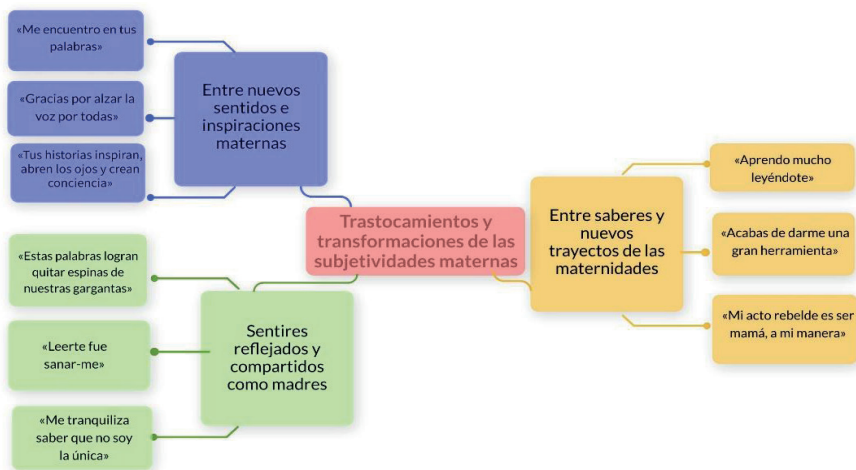 «Me encuentro en tus
palabras»
«Gracias por alzar la
voz por todas»
«Tus historias inspiran,
abren los ojos y crean
conciencia»
Entre nuevos
sentidos e
inspiraciones
maternas
Trastocamientos y
transformaciones de las
subjetividades maternas
«Estas palabras logran
quitar espinas de
nuestras gargantas»
«Leerte fue
sanar-me»
«Me tranquiliza
saber que no soy
la única»
Sentires
reflejados y
compartidos
como madres
Entre saberes y
nuevos
trayectos de las
maternidades
«Aprendo mucho
leyéndote»
«Acabas de darme una
gran herramienta»
«Mi acto rebelde es ser
mamá, a mi manera»